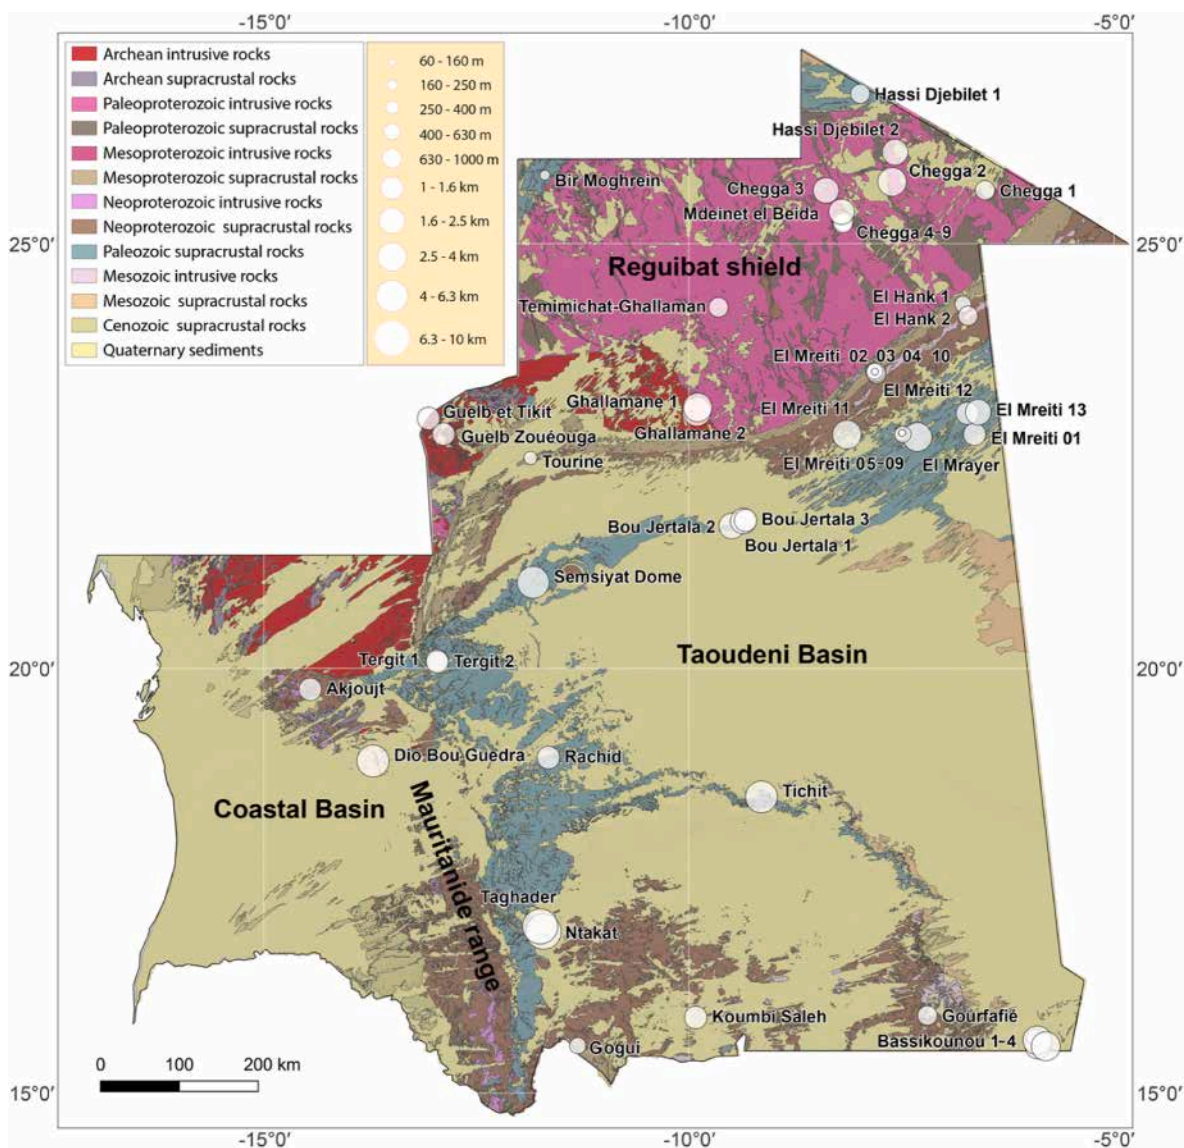 -15°0′
-10°0′
-5°0′
Archean intrusive rocks
Archean supracrustal rocks
Paleoproterozoic intrusive rocks
Paleoproterozoic supracrustal rocks
Mesoproterozoic intrusive rocks
Mesoproterozoic supracrustal rocks
Neoproterozoic intrusive rocks
Neoproterozoic supracrustal rocks
Paleozoic supracrustal rocks
Mesozoic intrusive rocks
Mesozoic supracrustal rocks
Cenozoic supracrustal rocks
Quaternary sediments
60 - 160 m
160 - 250 m
250 - 400 m
400 - 630 m
630 - 1000 m
1 - 1.6 km
1.6 - 2.5 km
2.5 - 4 km
4 - 6.3 km
6.3 - 10 km
Hassi Djebilet 1
Hassi Djebilet 2
Chegga 2
Bir Moghrein
Chegga 3
Chegga 1
Mdeinet el Beida
Chegga 4-9
25°0′
25°0′
Reguibat shield
El Hank 1
Temimichat-Ghallaman
El Hank 2
El Mreiti 02 03 04 10
El Mreiti 12
Ghallamane 1
El Mreiti 11
El Mreiti 13
Guelb et Tikit
Guelb Zouéouga
Ghallamane 2
El Mreiti 01
Tourine
El Mreiti 05-09
El Mrayer
Bou Jertala 2
Bou Jertala 3
Bou Jertala 1
Semsiyat Dome
Tergit 1
Tergit 2
Taoudeni Basin
20°0′
20°0′
Akjoujt
Dio Bou Guedra
Rachid
Tichit
Coastal Basin
Mauritanide range
Taghader
Ntakat
Koumbi Saleh
Gourfafié
Gogui
Bassikounou 1-4
0
100
200 km
15°0′
15°0′
-15°0′
-10°0′
-5°0′